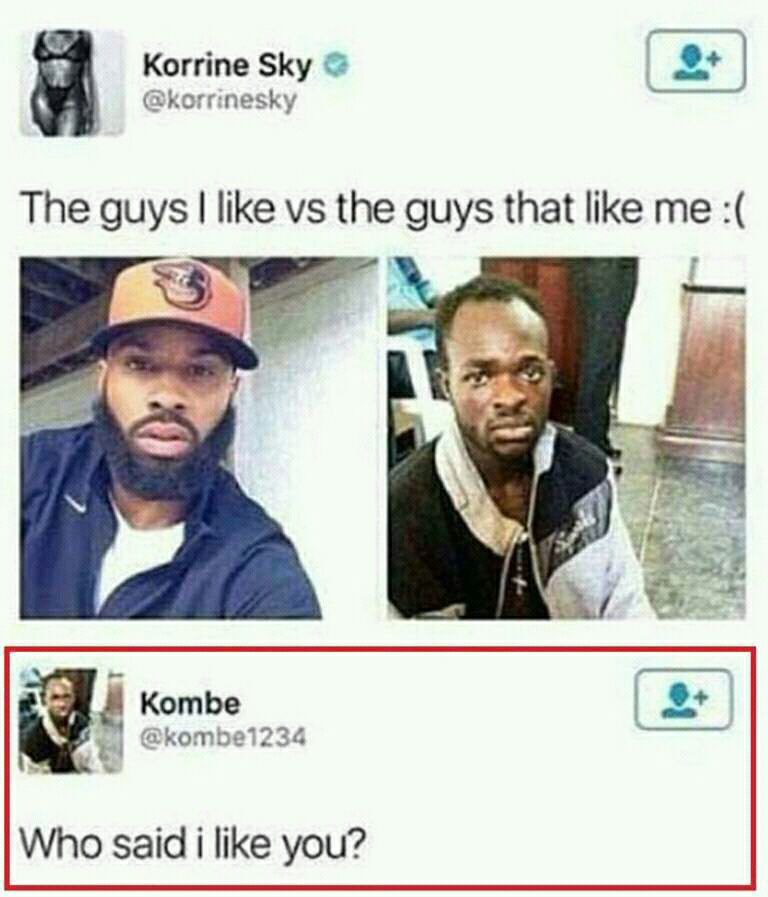 Korrine Sky
@korrinesky
The guys I like vs the guys that like me :(
Kombe
@kombe1234
Who said i like you?